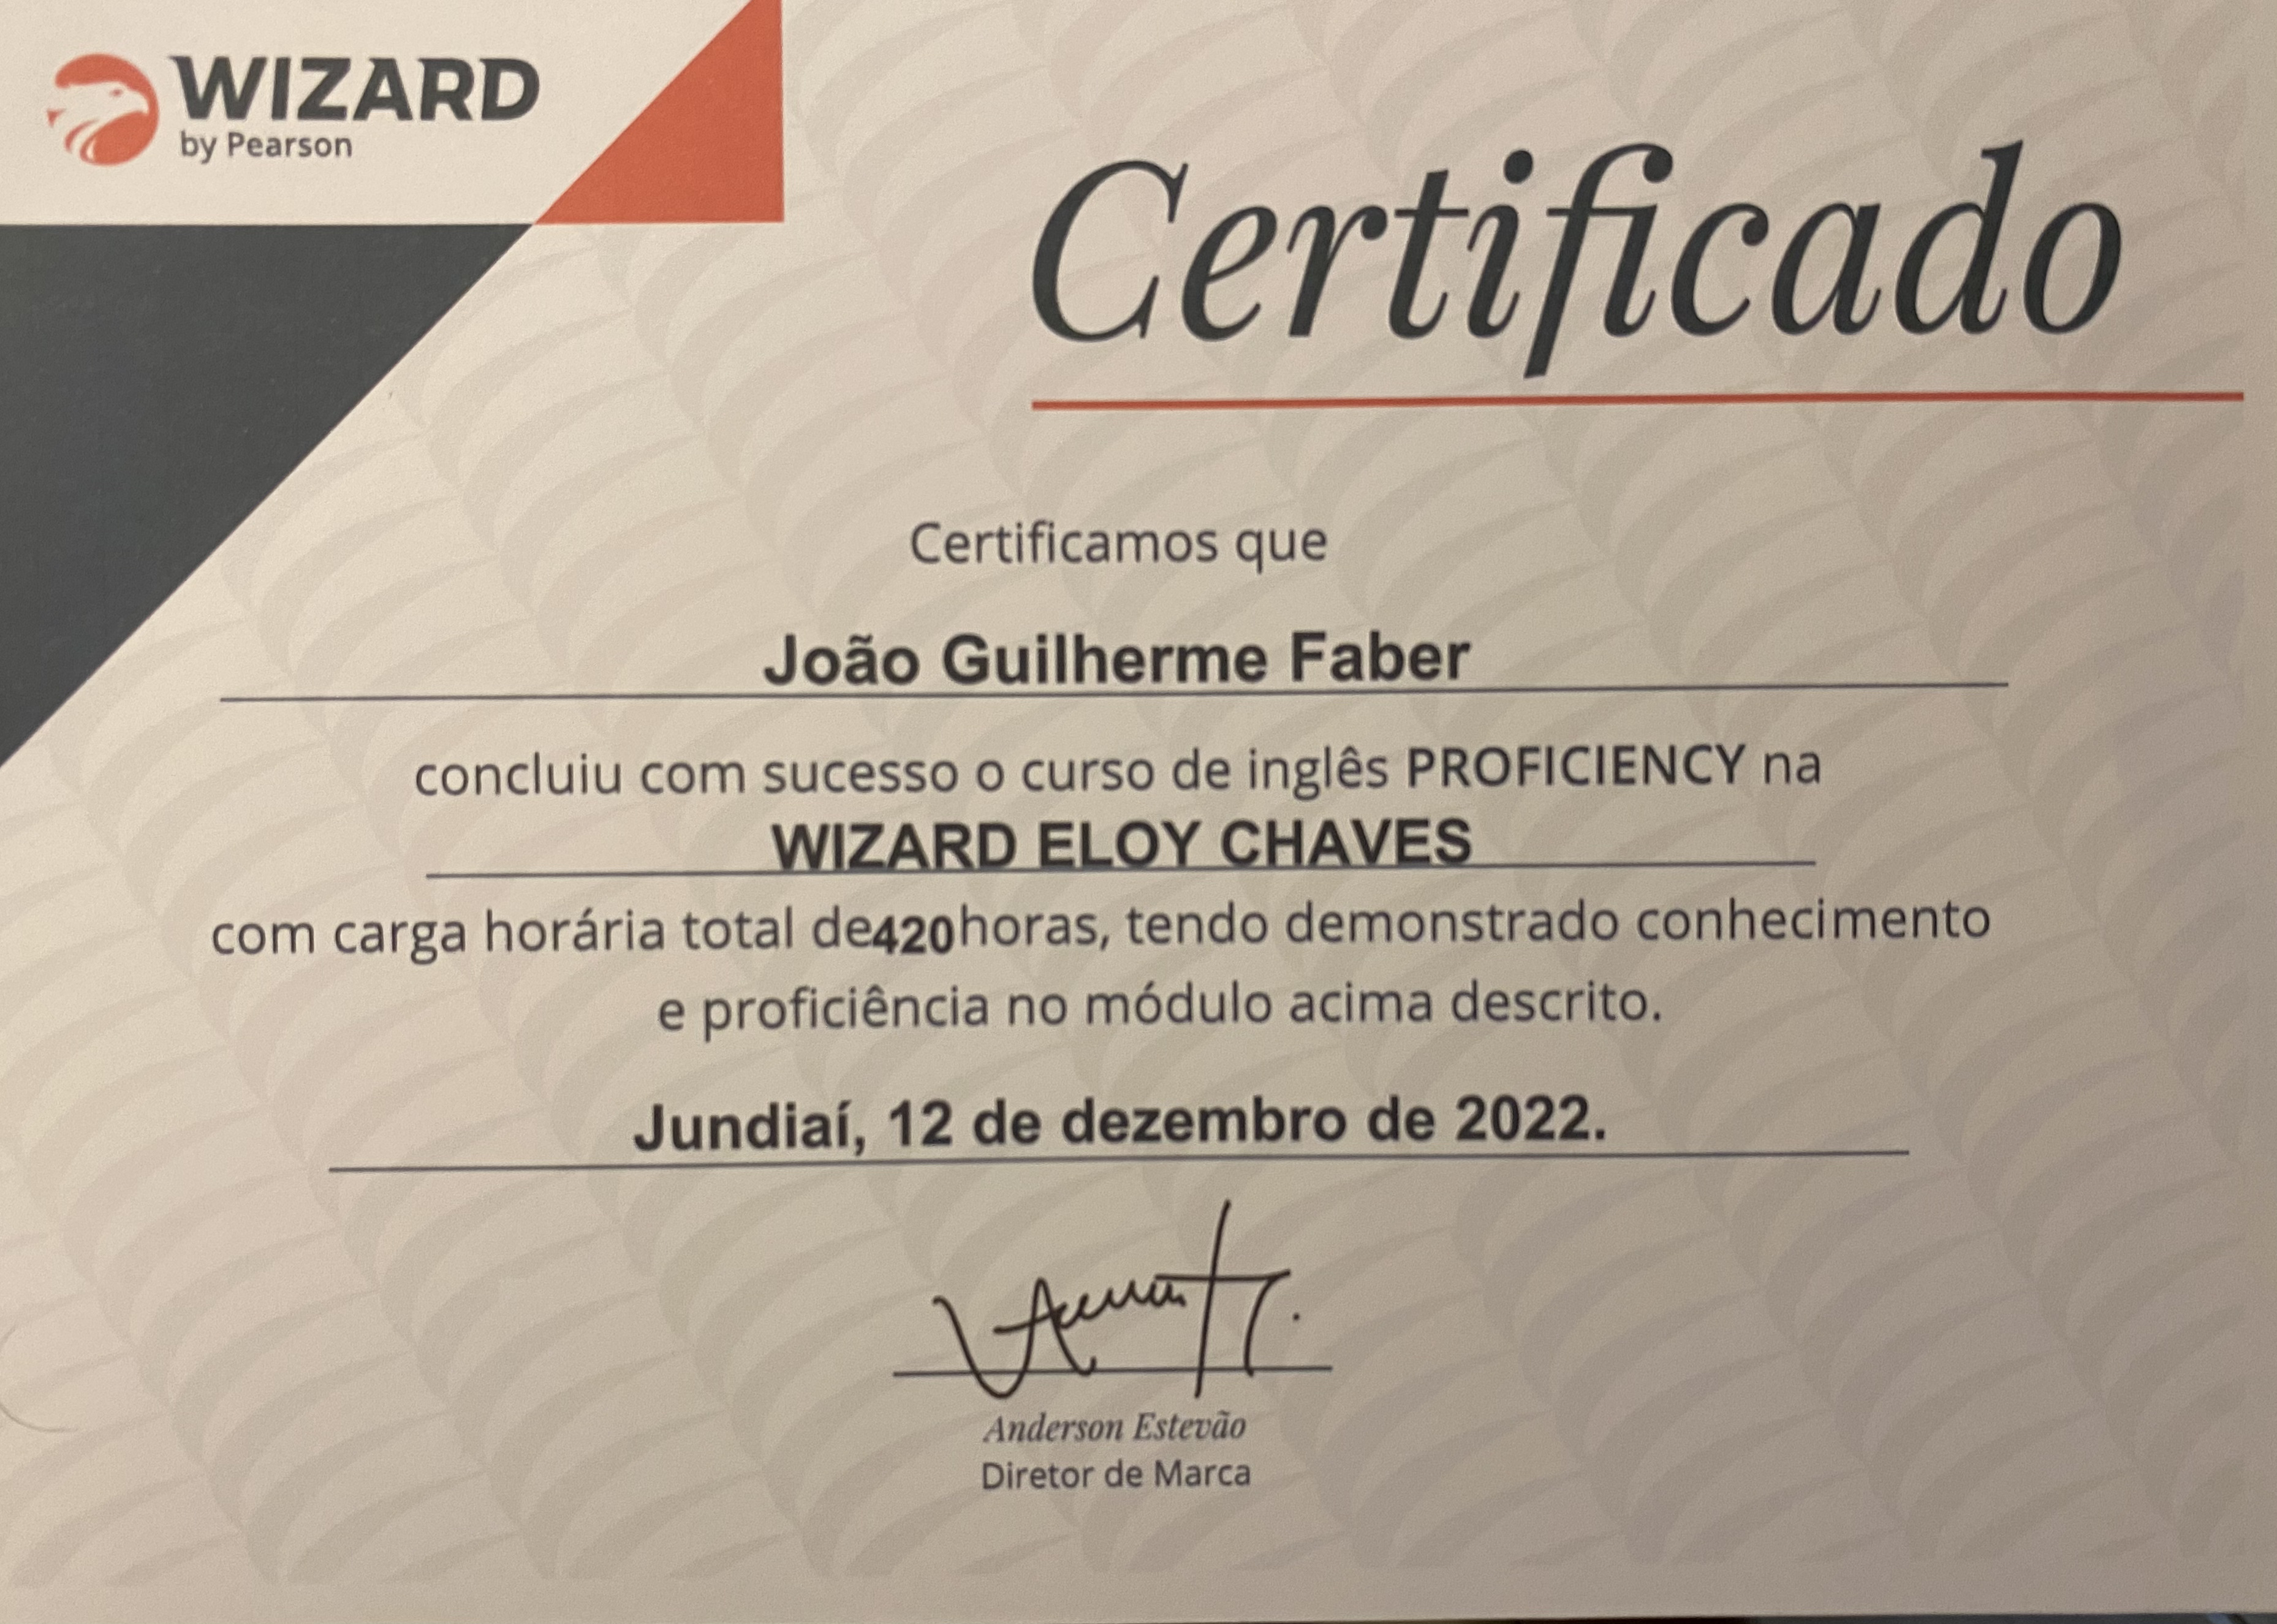 WIZARD
by Pearson
Certificado
Certificamos que
João Guilherme Faber
concluiu com sucesso o curso de inglês PROFICIENCY na
WIZARD ELOY CHAVES
com carga horária total de420horas, tendo demonstrado conhecimento
e proficiência no módulo acima descrito.
Jundiaí, 12 de dezembro de 2022.
Anderson Estevão
Diretor de Marca